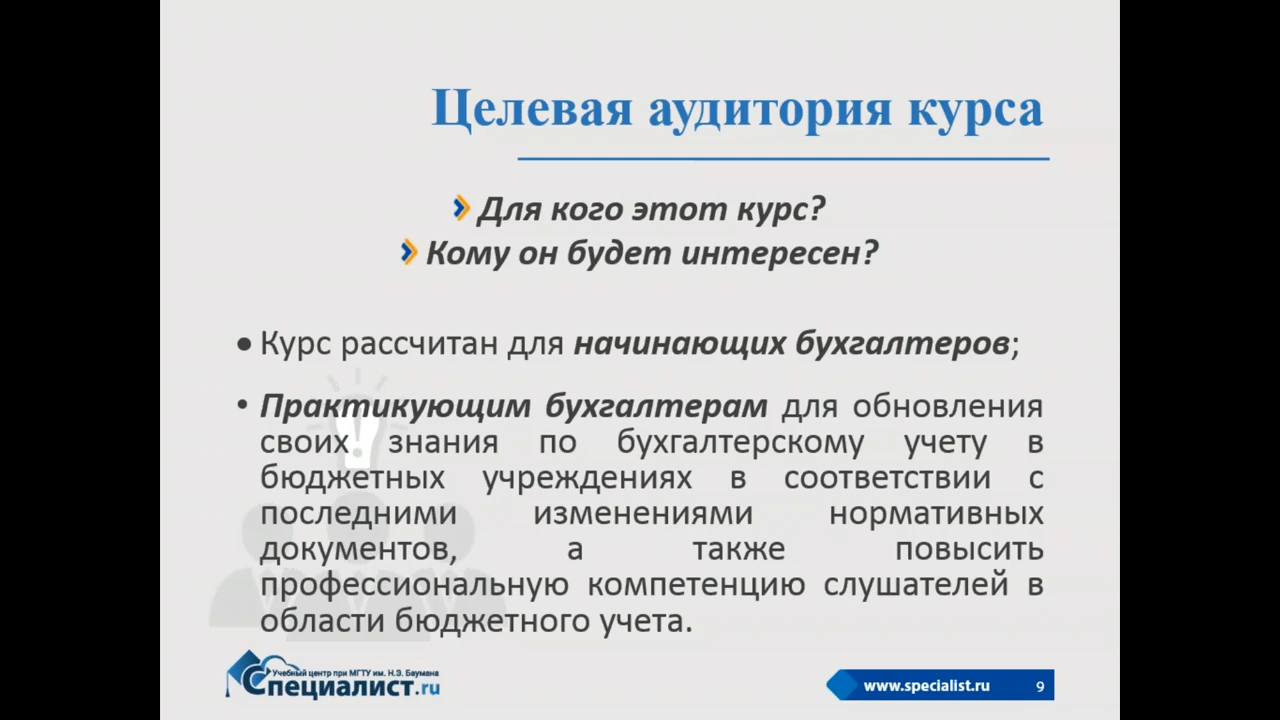 Целевая аудитория курса
Для кого этот курс?
Кому он будет интересен?
• Курс рассчитан для начинающих бухгалтеров;
• Практикующим бухгалтерам для обновления
своих знания по бухгалтерскому учету в
бюджетных учреждениях в соответствии с
последними изменениями нормативных
документов, а также повысить
профессиональную компетенцию слушателей в
области бюджетного учета.
Учебный центр при МГТУ им. Н.Э. Баумана
Специалист.ru
www.specialist.ru 9